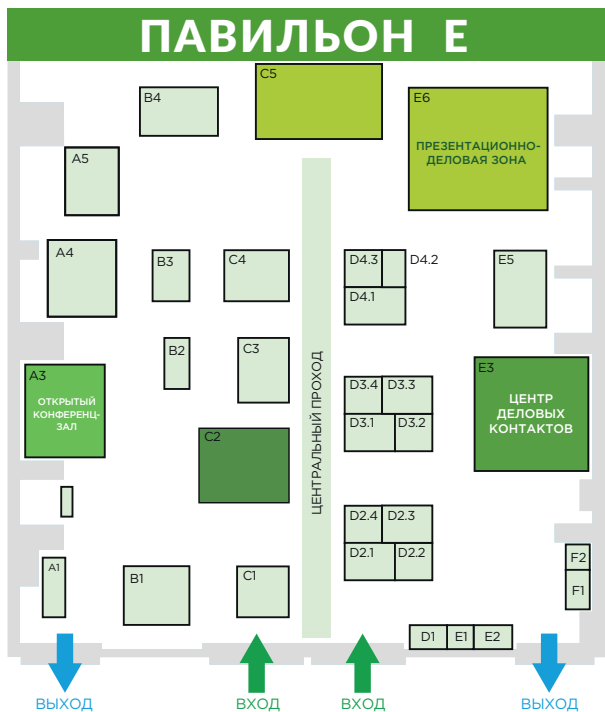 ПАВИЛЬОН Е
C5
B4
E6
ПРЕЗЕНТАЦИОННО-
ДЕЛОВАЯ ЗОНА
A5
A4
B3
C4
D4.3
D4.2
D4.1
E5
B2
C3
ЦЕНТРАЛЬНЫЙ ПРОХОД
A3
ОТКРЫТЫЙ
КОНФЕРЕНЦ-
ЗАЛ
D3.4
D3.3
D3.1
D3.2
E3
ЦЕНТР
ДЕЛОВЫХ
КОНТАКТОВ
C2
D2.4
D2.3
D2.1
D2.2
A1
B1
C1
F2
F1
D1
E1
E2
ВЫХОД
ВХОД
ВХОД
ВЫХОД